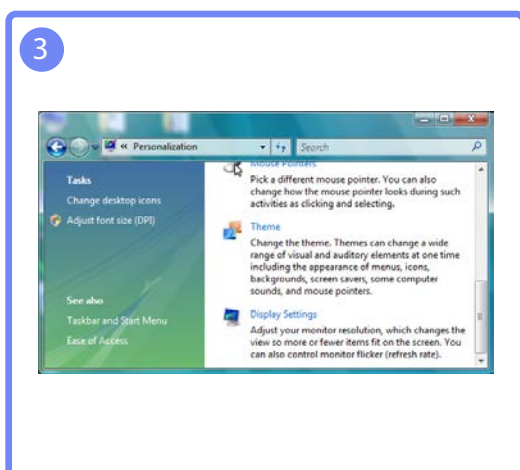 3
« Personalization
Search
Tasks
Change desktop icons
Adjust font size (DPI)
See also
Taskbar and Start Menu
Ease of Access
Mouse Pointers
Pick a different mouse pointer. You can also
change how the mouse pointer looks during such
activities as clicking and selecting.
Theme
Change the theme. Themes can change a wide
range of visual and auditory elements at one time
including the appearance of menus, icons,
backgrounds, screen savers, some computer
sounds, and mouse pointers.
Display Settings
Adjust your monitor resolution, which changes the
view so more or fewer items fit on the screen. You
can also control monitor flicker (refresh rate).